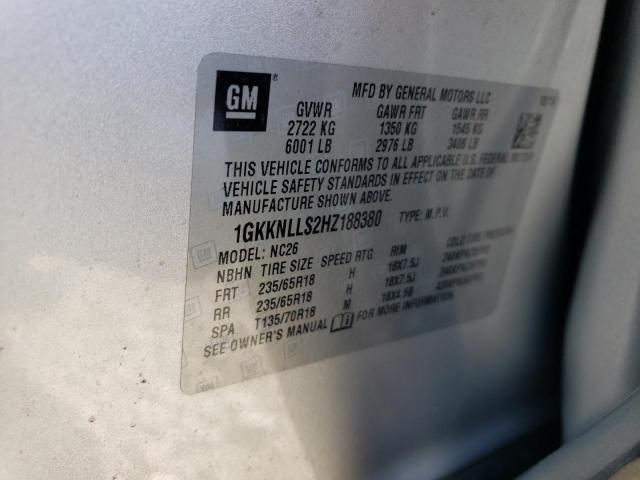 GM
MFD BY GENERAL MOTORS LLC
GVWR GAWR FRT GAWR RR
2722 KG 1350 KG 1545 KG
6001 LB 2976 LB 3406 LB
THIS VEHICLE CONFORMS TO ALL APPLICABLE U.S. FEDERAL MOTOR
VEHICLE SAFETY STANDARDS IN EFFECT ON THE DATE OF
MANUFACTURE SHOWN ABOVE.
1GKKNLLS2HZ188380 TYPE: M.P.V.
MODEL: NC26
NBHN TIRE SIZE SPEED RTG RIM COLD TIRE PRESSURE
FRT 235/65R18 H 18X7.5J
RR 235/65R18 H 18X7.5J
SPA T135/70R18 M 18X4.5B
SEE OWNER'S MANUAL FOR MORE INFORMATION.